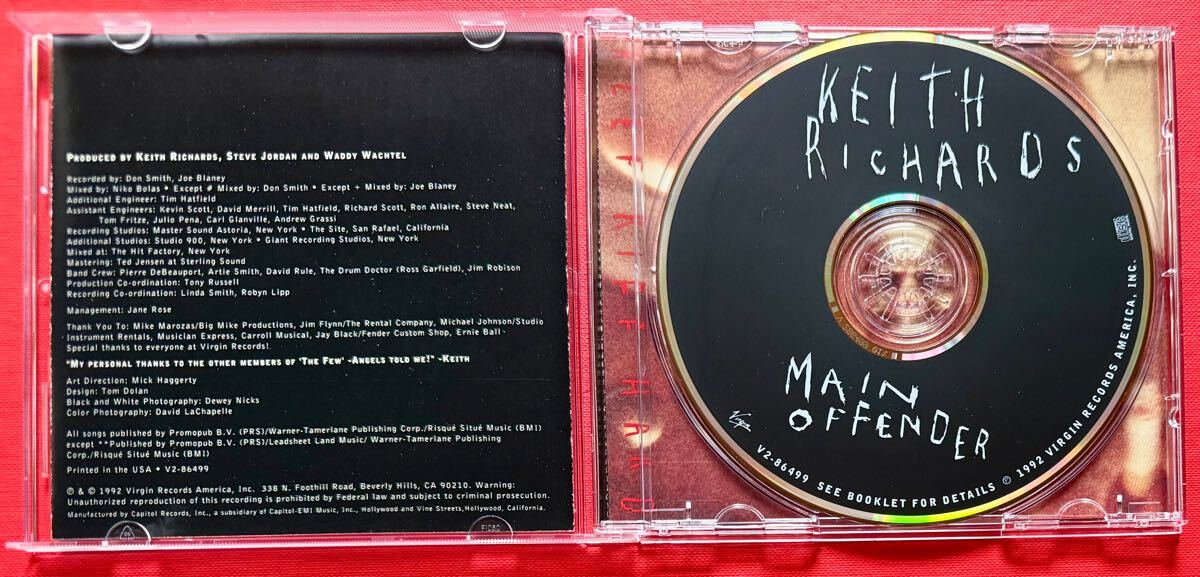 PRODUCED BY KEITH RICHARDS, STEVE JORDAN AND WADDY WACHTEL
Recorded by: Don Smith, Joe Blaney
Mixed by: Niko Bolas • Except # Mixed by: Don Smith • Except + Mixed by: Joe Blaney
Additional Engineer: Tim Hatfield
Assistant Engineers: Kevin Scott, David Merrill, Tim Hatfield, Richard Scott, Ron Allaire, Steve Neat,
Tom Fritze, Julio Pena, Carl Glanville, Andrew Grassi
Recording Studios: Master Sound Astoria, New York • The Site, San Rafael, California
Additional Studios: Studio 900, New York • Giant Recording Studios, New York
Mixed at: The Hit Factory, New York
Mastering: Ted Jensen at Sterling Sound
Band Crew: Pierre DeBeauport, Artie Smith, David Rule, The Drum Doctor (Ross Garfield), Jim Robison
Production Co-ordination: Tony Russell
Recording Co-ordination: Linda Smith, Robyn Lipp
Management: Jane Rose
Thank You To: Mike Marozas/Big Mike Productions, Jim Flynn/The Rental Company, Michael Johnson/Studio
Instrument Rentals, Musician Express, Carroll Musical, Jay Black/Fender Custom Shop, Ernie Ball
Special thanks to everyone at Virgin Records!
"MY PERSONAL THANKS TO THE OTHER MEMBERS OF 'THE FEW' -ANGELS TOLD ME!" -KEITH
Art Direction: Mick Haggerty
Design: Tom Dolan
Black and White Photography: Dewey Nicks
Color Photography: David LaChapelle
All songs published by Promopub B.V. (PRS)/Warner-Tamerlane Publishing Corp./Risqué Situé Music (BMI)
except **Published by Promopub B.V. (PRS)/Leadsheet Land Music/ Warner-Tamerlane Publishing
Corp./Risqué Situé Music (BMI)
Printed in the USA • V2-86499
℗ & © 1992 Virgin Records America, Inc. 338 N. Foothill Road, Beverly Hills, CA 90210. Warning:
Unauthorized reproduction of this recording is prohibited by Federal law and subject to criminal prosecution.
Manufactured by Capitol Records, Inc., a subsidiary of Capitol-EMI Music, Inc., Hollywood and Vine Streets, Hollywood, California.
KEITH
RICHARDS
MAIN
OFFENDER
Virgin
V2-86499 SEE BOOKLET FOR DETAILS ℗ 1992 VIRGIN RECORDS AMERICA, INC.